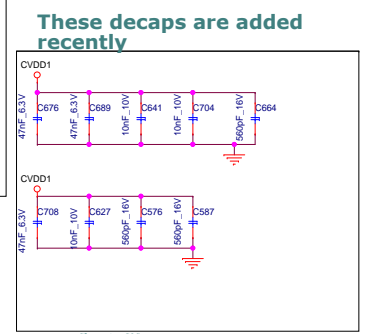 These decaps are added
recently
CVDD1
47nF_6.3V C676 47nF_6.3V C689 10nF_10V C641 10nF_10V C704 560pF_16V C664
CVDD1
47nF_6.3V C708 10nF_10V C627 560pF_16V C576 560pF_16V C587